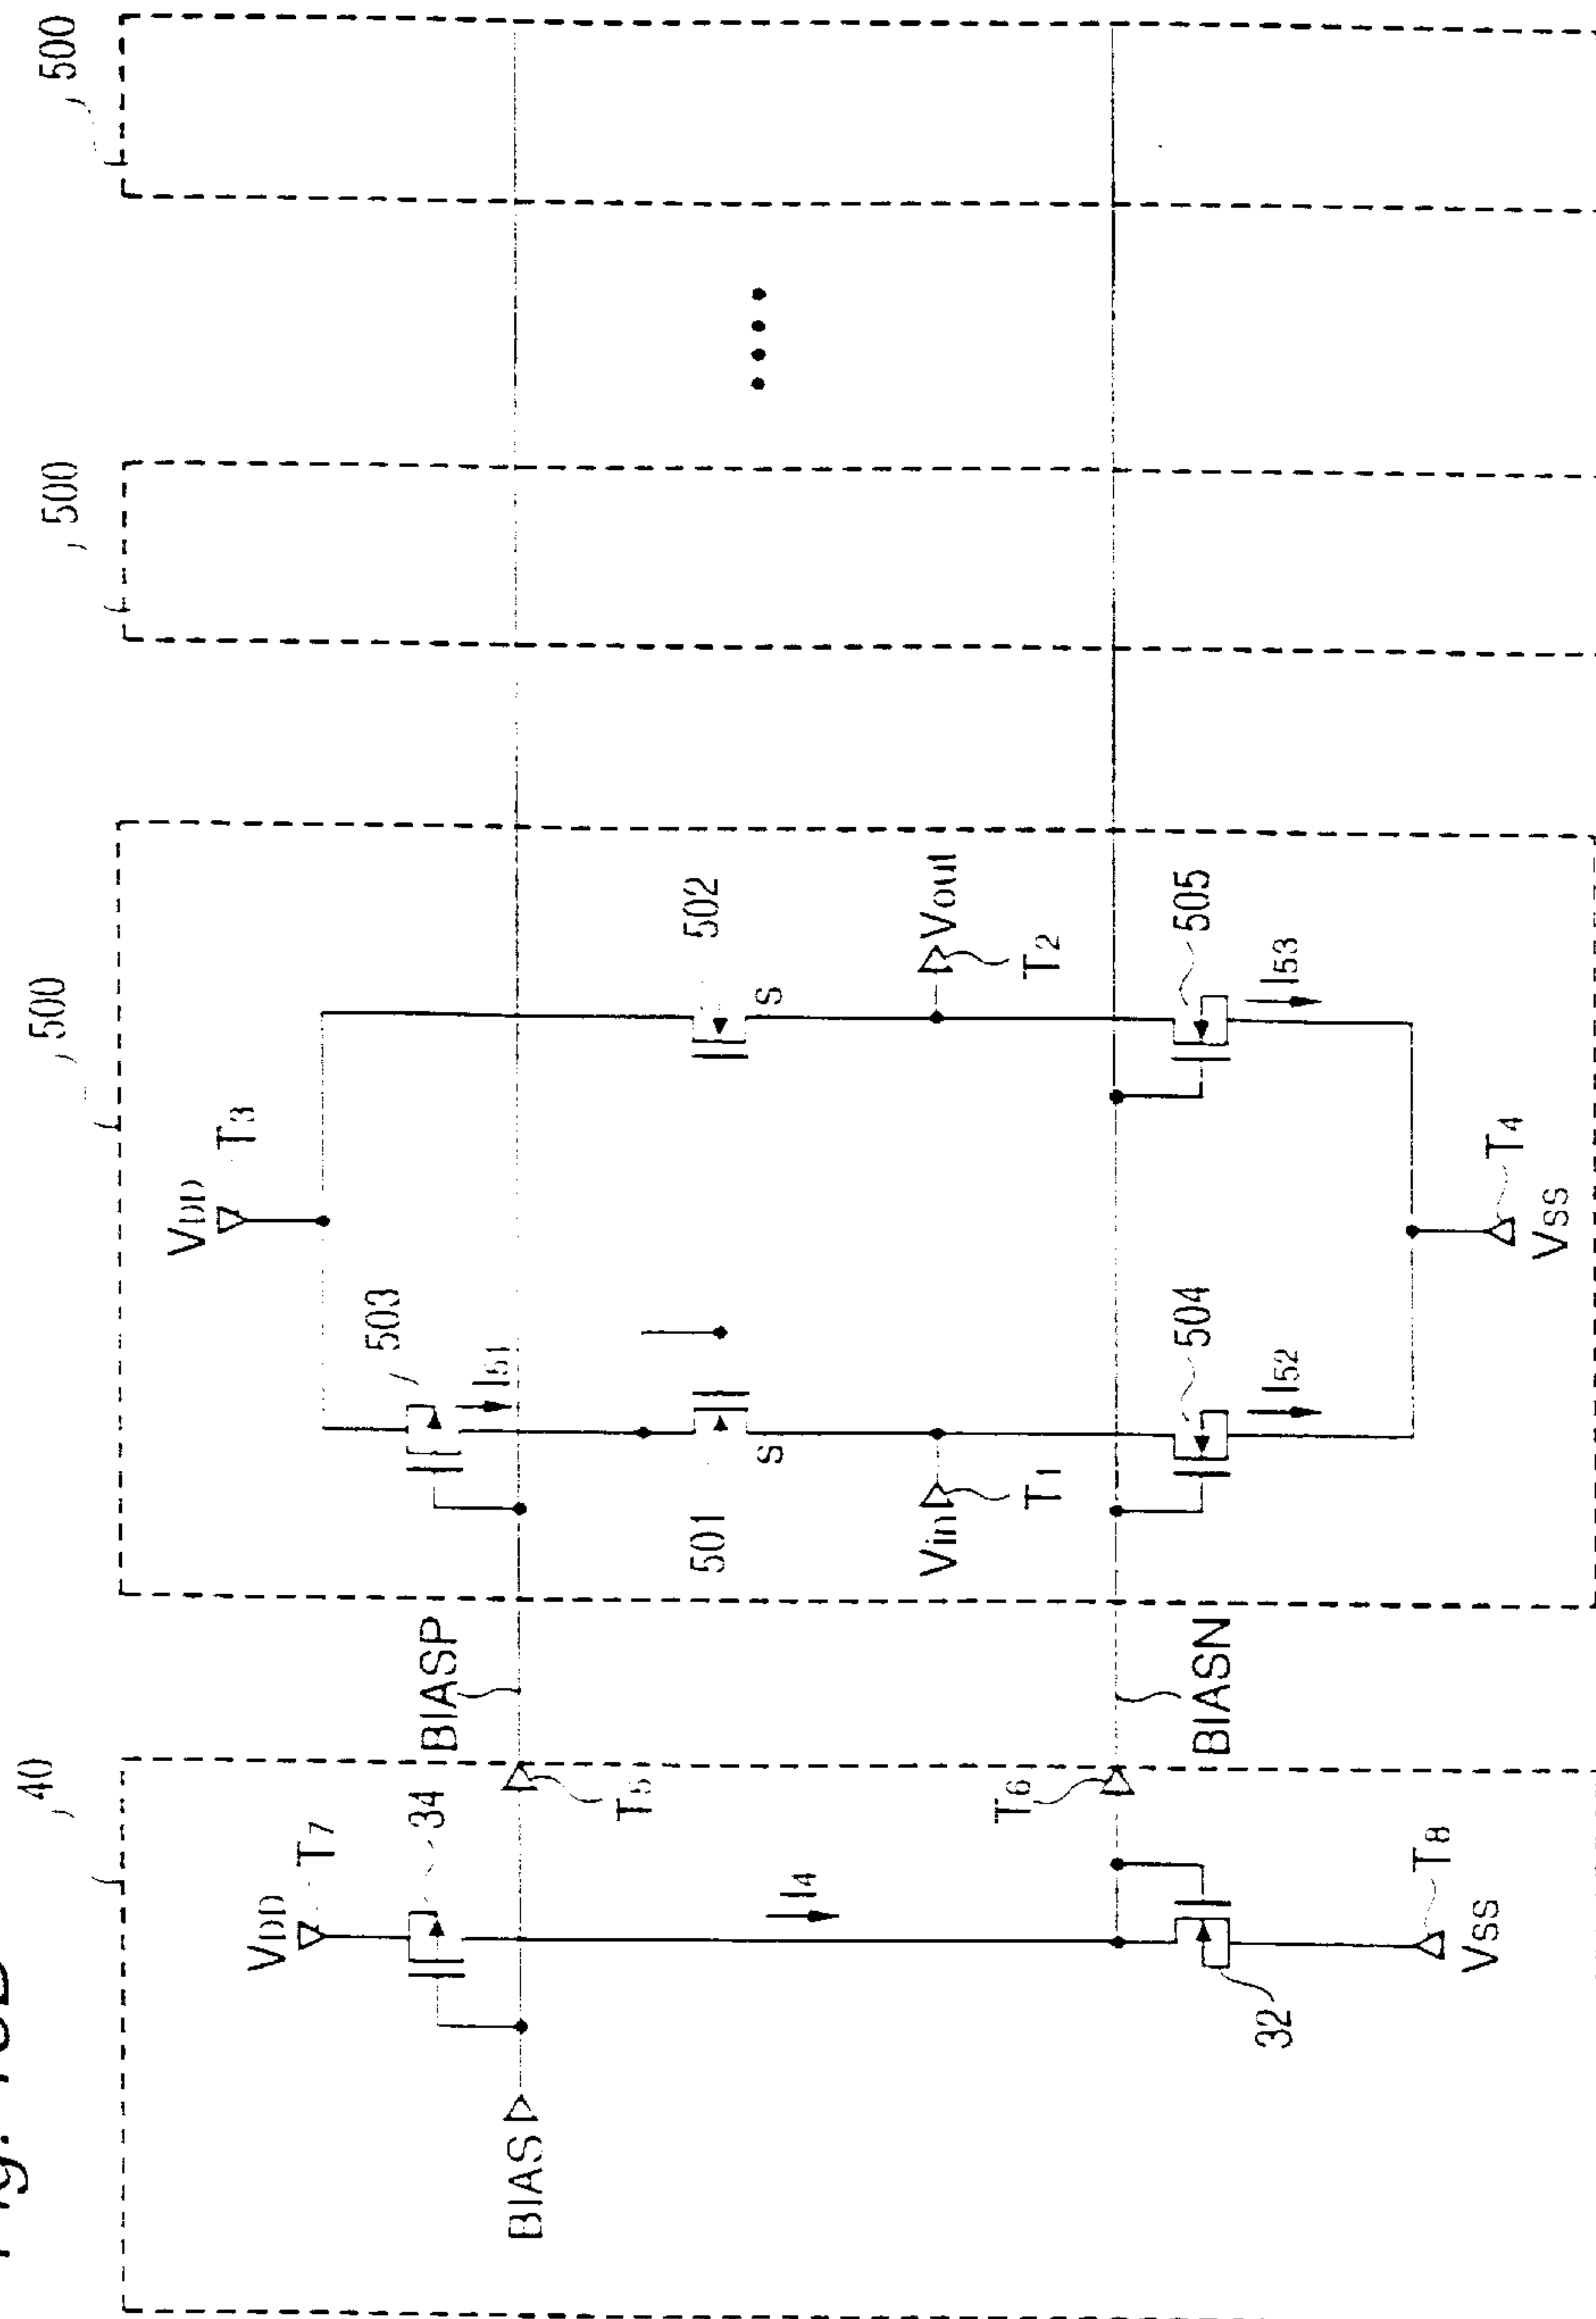 40
500
500
500
VDD
T7
34
BIAS
T5
BIASP
I4
T6
BIASN
32
T8
VSS
VDD
T3
503
I51
501
S
502
S
Vin
T1
Vout
T2
504
I52
505
I53
T4
VSS